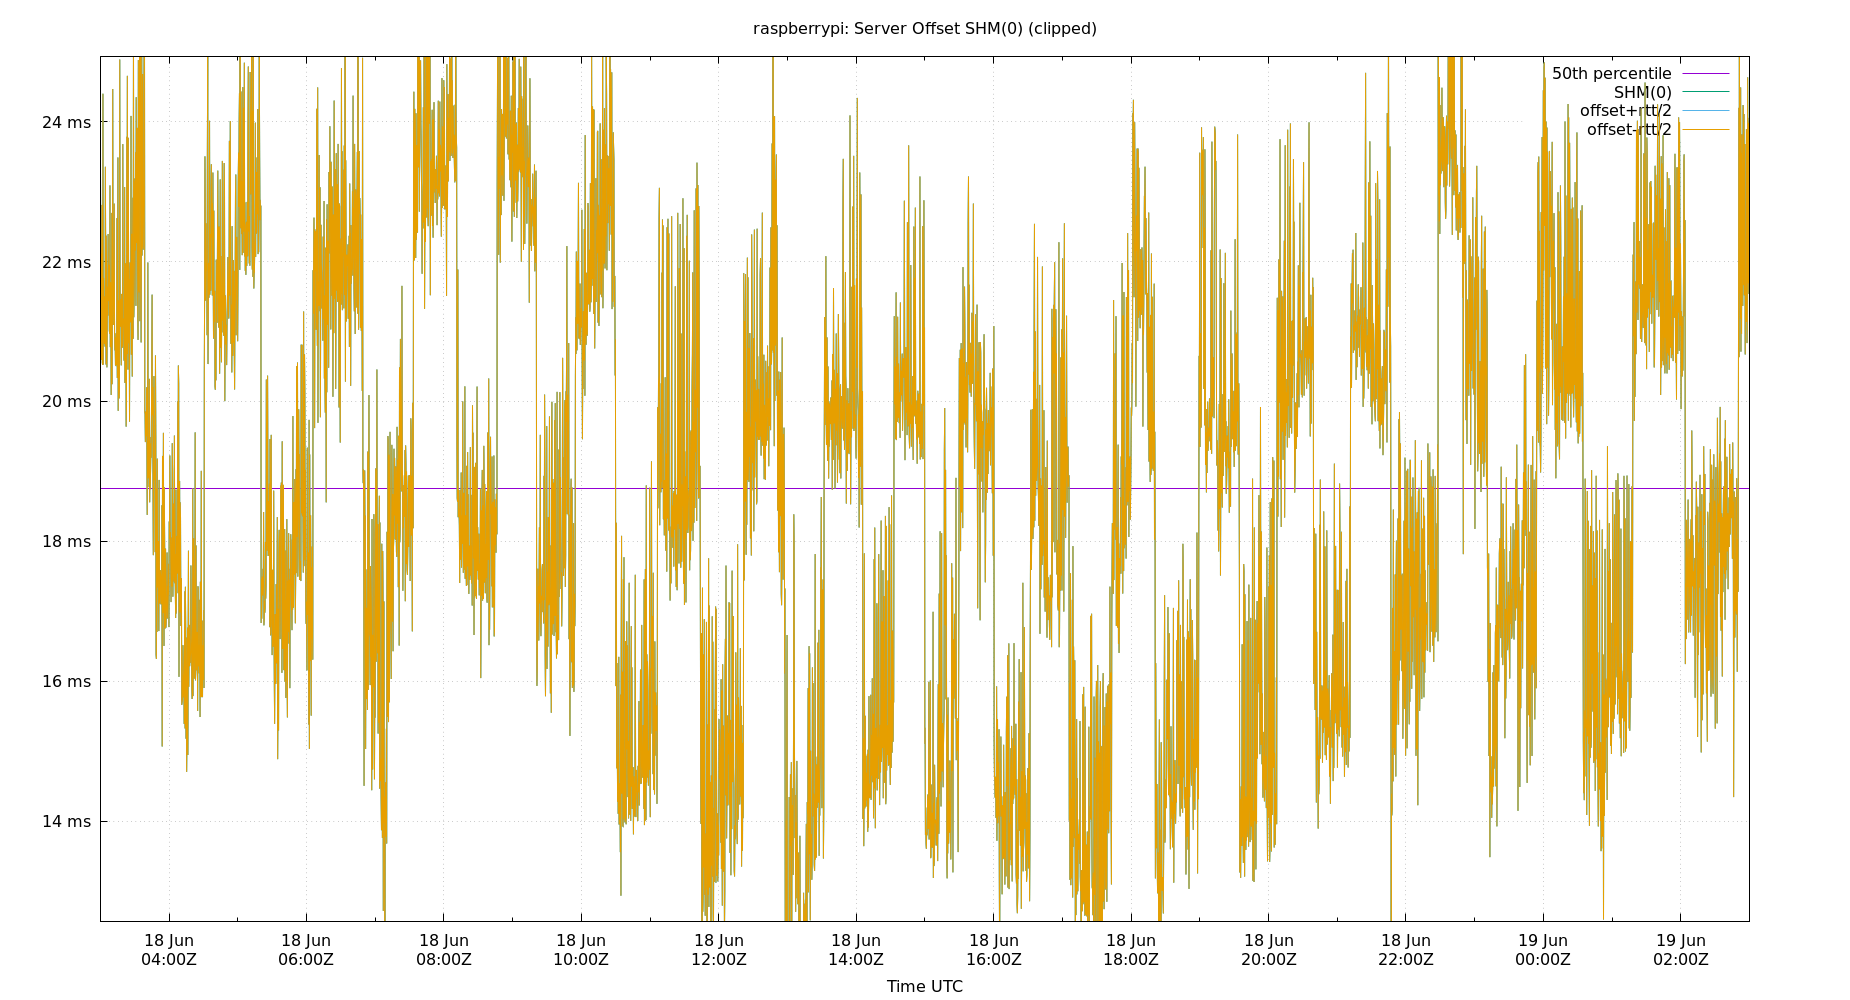 raspberrypi: Server Offset SHM(0) (clipped)
50th percentile
SHM(0)
offset+rtt/2
offset-rtt/2
24 ms
22 ms
20 ms
18 ms
16 ms
14 ms
18 Jun 18 Jun 18 Jun 18 Jun 18 Jun 18 Jun 18 Jun 18 Jun 18 Jun 18 Jun 19 Jun 19 Jun
04:00Z 06:00Z 08:00Z 10:00Z 12:00Z 14:00Z 16:00Z 18:00Z 20:00Z 22:00Z 00:00Z 02:00Z
Time UTC